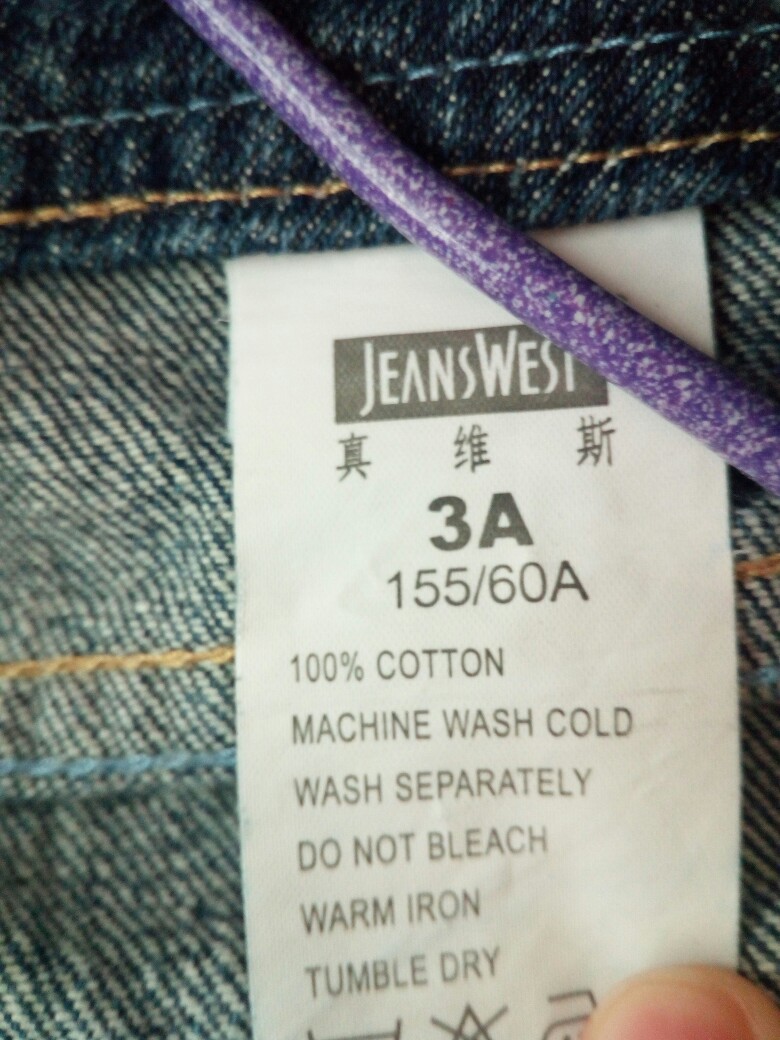 JEANSWEST
真维斯
3A
155/60A
100% COTTON
MACHINE WASH COLD
WASH SEPARATELY
DO NOT BLEACH
WARM IRON
TUMBLE DRY